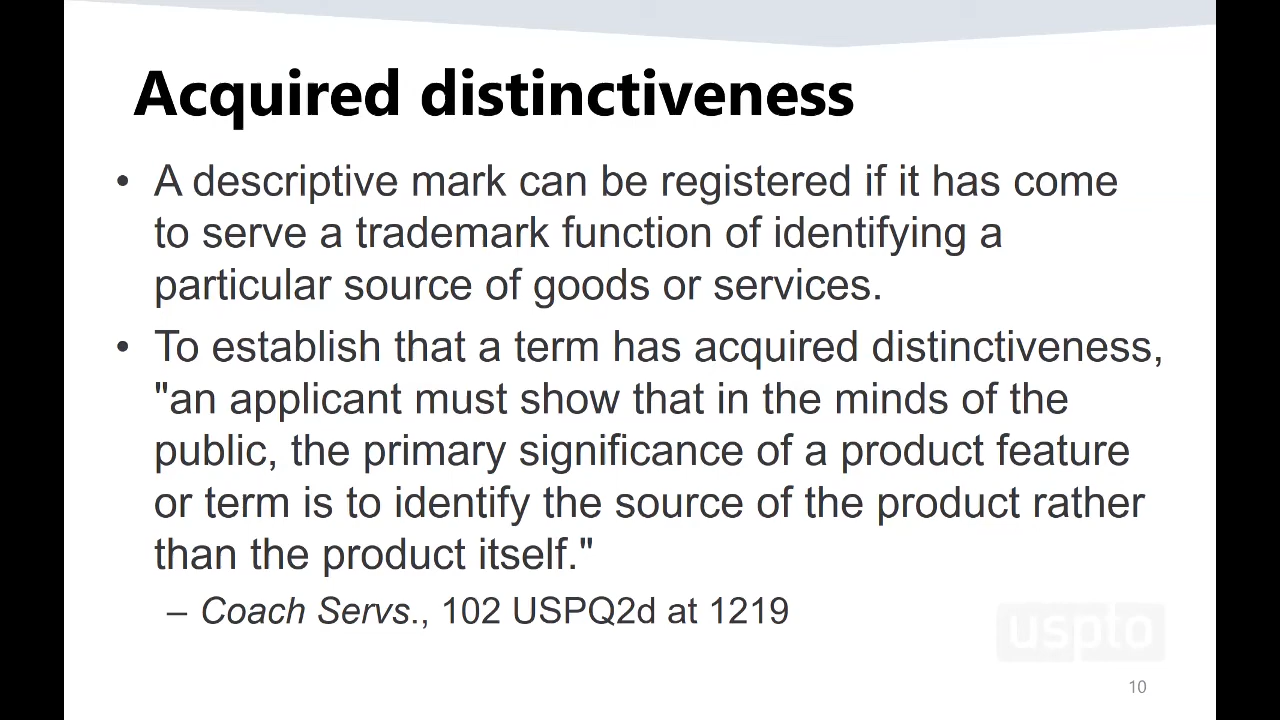 Acquired distinctiveness
• A descriptive mark can be registered if it has come
to serve a trademark function of identifying a
particular source of goods or services.
• To establish that a term has acquired distinctiveness,
"an applicant must show that in the minds of the
public, the primary significance of a product feature
or term is to identify the source of the product rather
than the product itself."
– Coach Servs., 102 USPQ2d at 1219
uspto
10